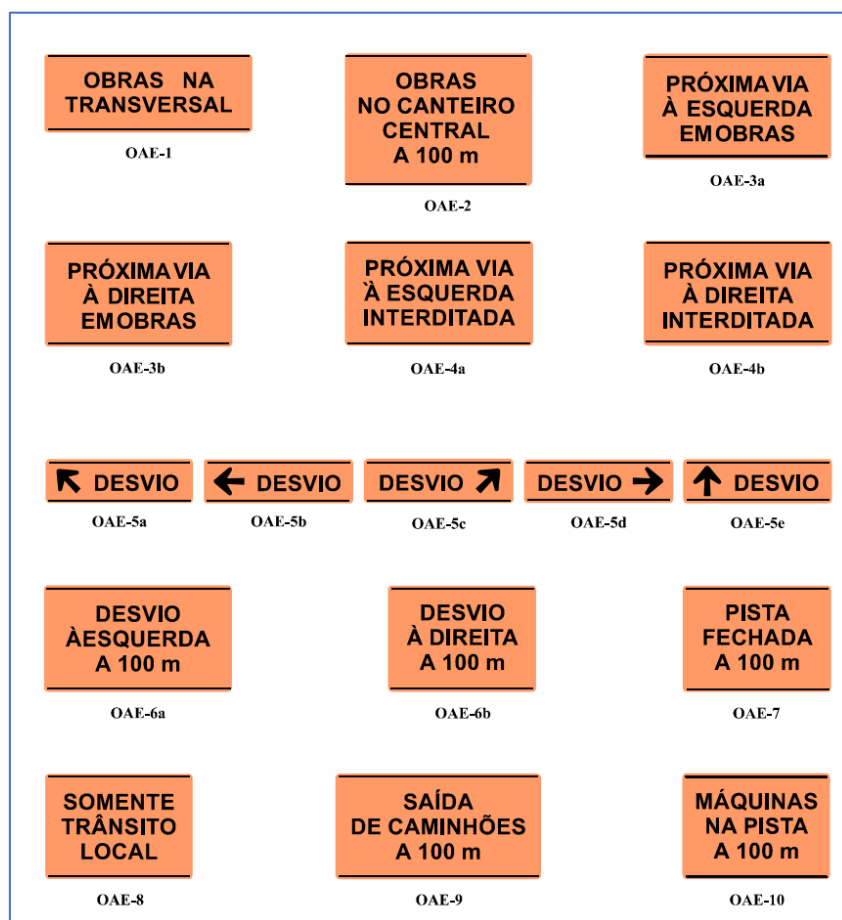 OBRAS NA
TRANSVERSAL
OAE-1
OBRAS
NO CANTEIRO
CENTRAL
A 100 m
OAE-2
PRÓXIMA VIA
À ESQUERDA
EM OBRAS
OAE-3a
PRÓXIMA VIA
À DIREITA
EM OBRAS
OAE-3b
PRÓXIMA VIA
À ESQUERDA
INTERDITADA
OAE-4a
PRÓXIMA VIA
À DIREITA
INTERDITADA
OAE-4b
DESVIO
OAE-5a
DESVIO
OAE-5b
DESVIO
OAE-5c
DESVIO
OAE-5d
DESVIO
OAE-5e
DESVIO
ÀESQUERDA
A 100 m
OAE-6a
DESVIO
À DIREITA
A 100 m
OAE-6b
PISTA
FECHADA
A 100 m
OAE-7
SOMENTE
TRÂNSITO
LOCAL
OAE-8
SAÍDA
DE CAMINHÕES
A 100 m
OAE-9
MÁQUINAS
NA PISTA
A 100 m
OAE-10